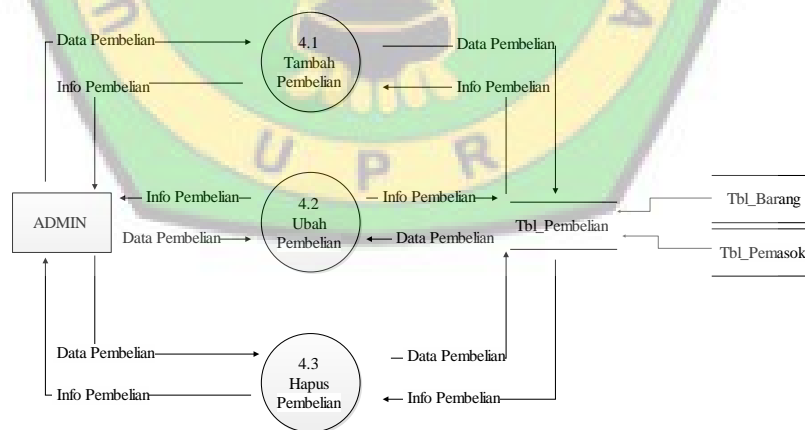 U
A
Data Pembelian
4.1
Tambah
Pembelian
Data Pembelian
Info Pembelian
Info Pembelian
U P R
ADMIN
Info Pembelian
4.2
Ubah
Pembelian
Info Pembelian
Data Pembelian
Data Pembelian
Tbl_Pembelian
Tbl_Barang
Tbl_Pemasok
Data Pembelian
4.3
Hapus
Pembelian
Data Pembelian
Info Pembelian
Info Pembelian